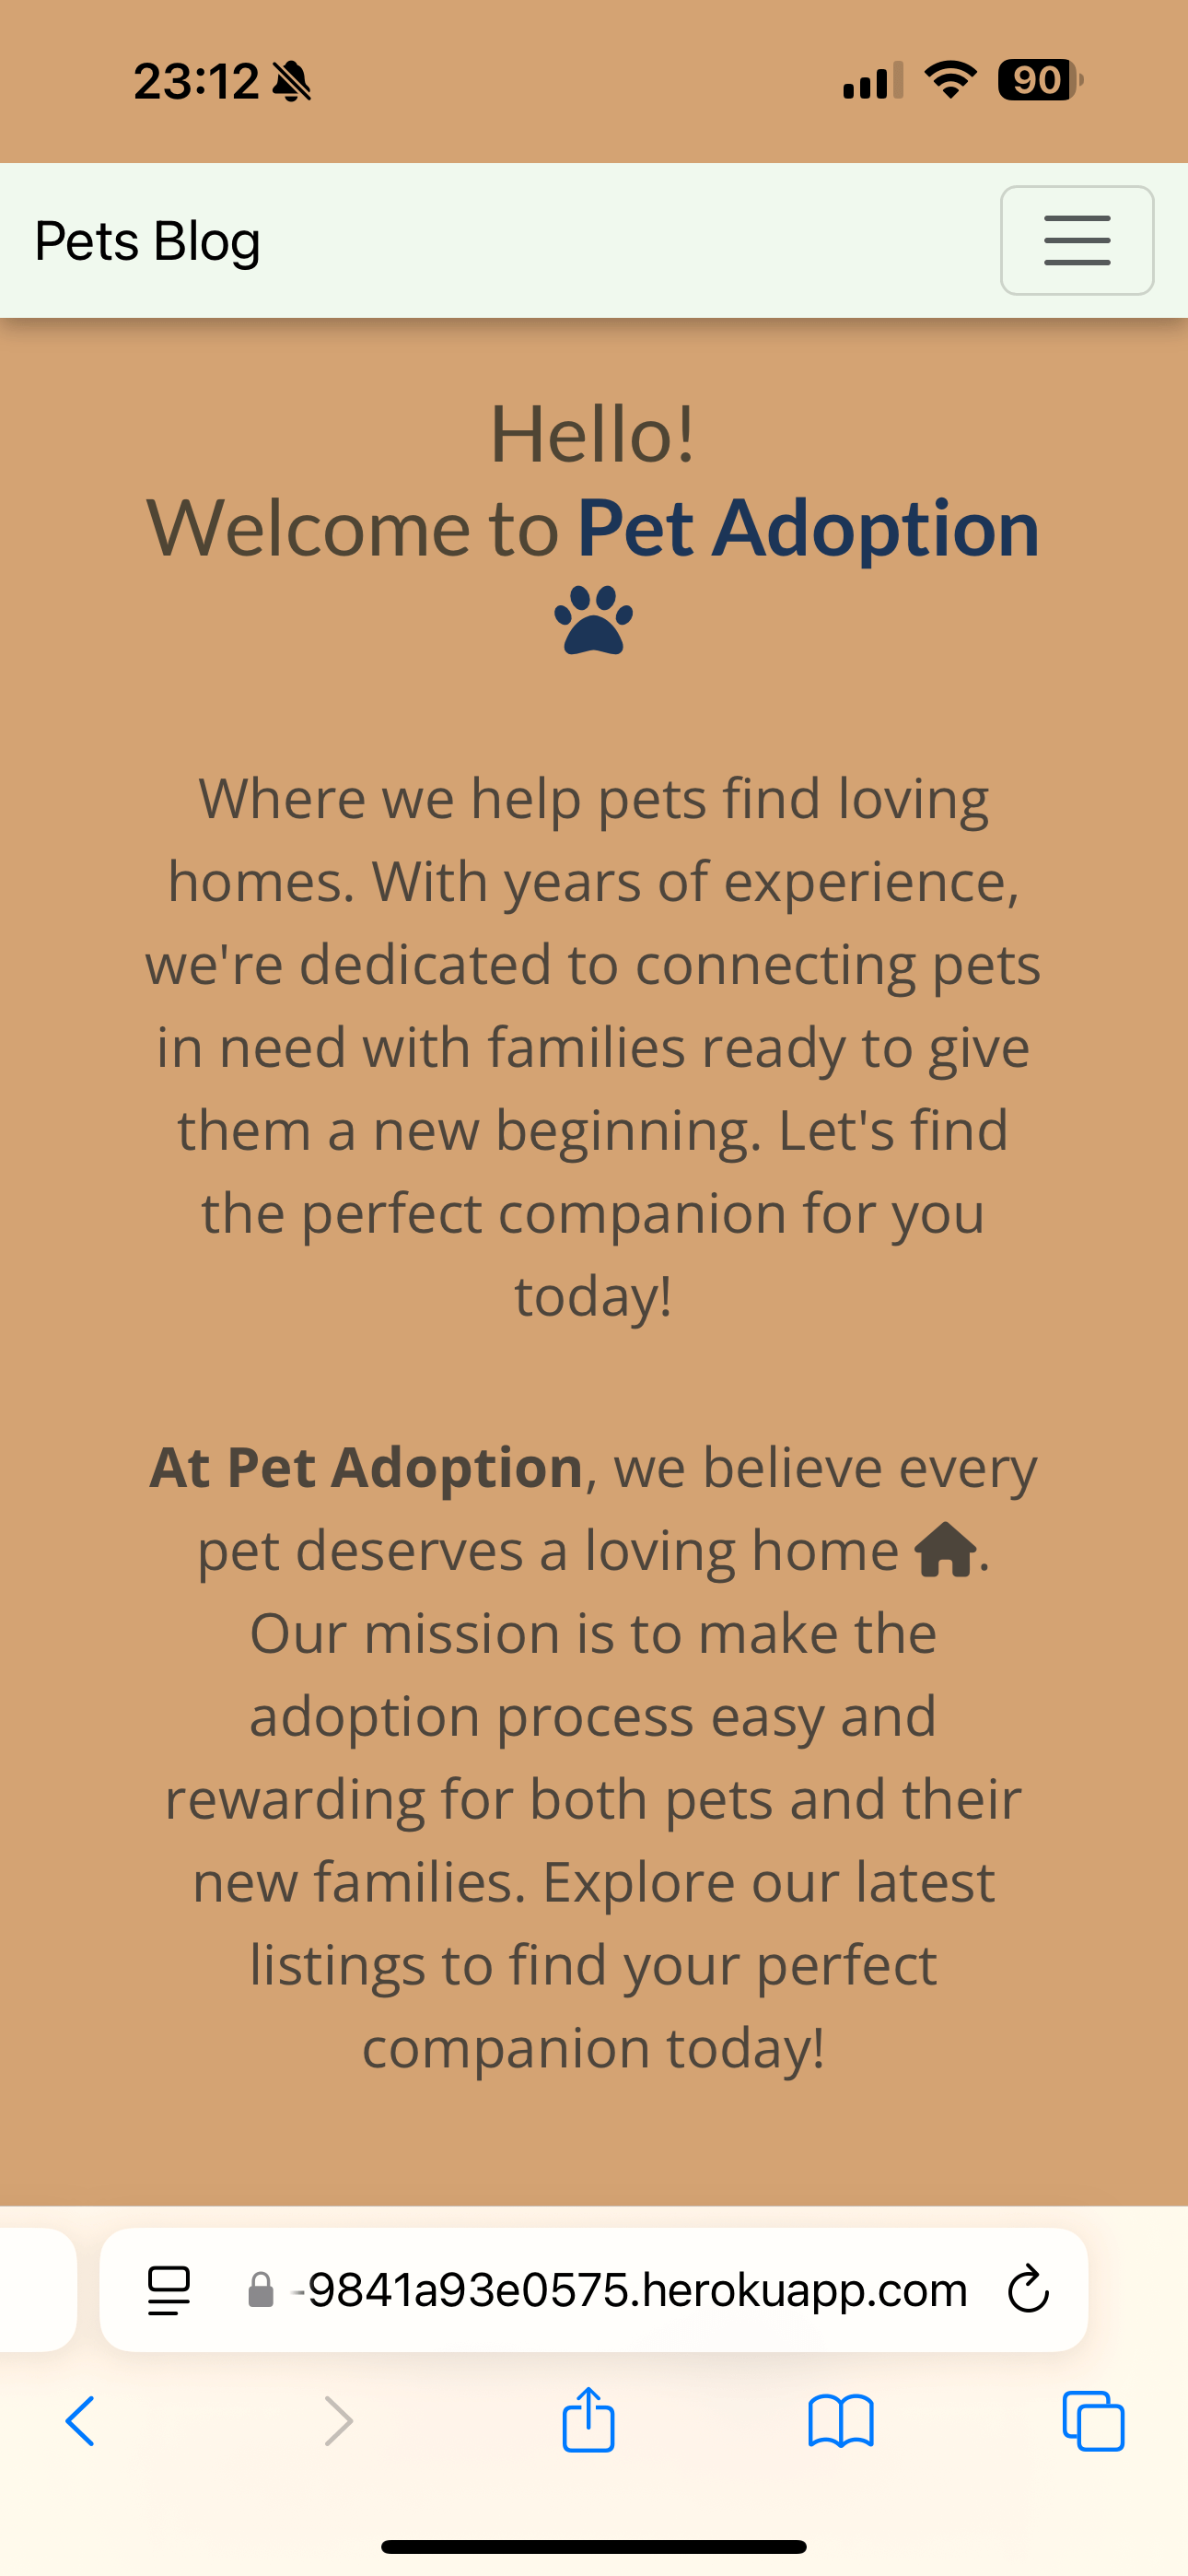 23:12
90
Pets Blog
Hello!
Welcome to Pet Adoption
Where we help pets find loving
homes. With years of experience,
we're dedicated to connecting pets
in need with families ready to give
them a new beginning. Let's find
the perfect companion for you
today!
At Pet Adoption, we believe every
pet deserves a loving home .
Our mission is to make the
adoption process easy and
rewarding for both pets and their
new families. Explore our latest
listings to find your perfect
companion today!
-9841a93e0575.herokuapp.com